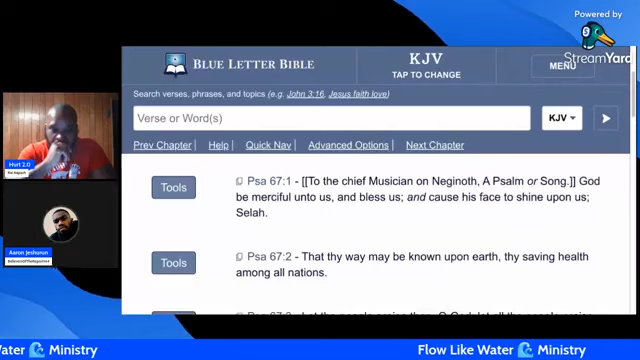 Powered by
StreamYard
BLUE LETTER BIBLE
KJV
TAP TO CHANGE
MENU
Search verses, phrases, and topics (e.g. John 3:16, Jesus faith love)
Verse or Word(s)
KJV
Prev Chapter | Help | Quick Nav | Advanced Options | Next Chapter
Tools
Psa 67:1 - [[To the chief Musician on Neginoth, A Psalm or Song.]] God
be merciful unto us, and bless us; and cause his face to shine upon us;
Selah.
Tools
Psa 67:2 - That thy way may be known upon earth, thy saving health
among all nations.
Hurt 2.0
Aaron Jeshurun
Water Ministry
Flow Like Water Ministry